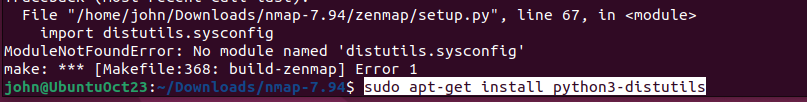 File "/home/john/Downloads/nmap-7.94/zenmap/setup.py", line 67, in <module>
import distutils.sysconfig
ModuleNotFoundError: No module named 'distutils.sysconfig'
make: *** [Makefile:368: build-zenmap] Error 1
john@UbuntuOct23:~/Downloads/nmap-7.94$ sudo apt-get install python3-distutils